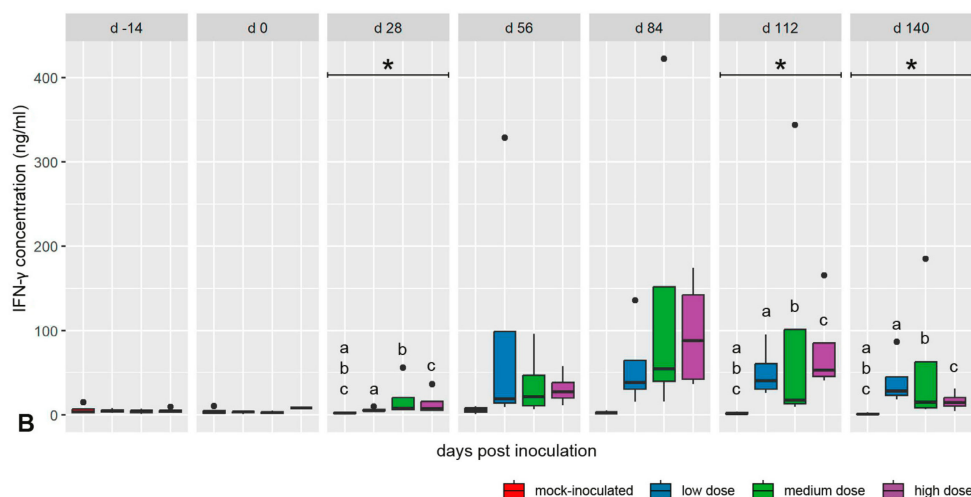 d -14 d 0 d 28 d 56 d 84 d 112 d 140
* * *
400
300
200
100
0
IFN-γ concentration (ng/ml)
a
b
c a b c
a
b
c a b c
a
b
c a b c
B
days post inoculation
mock-inoculated low dose medium dose high dose